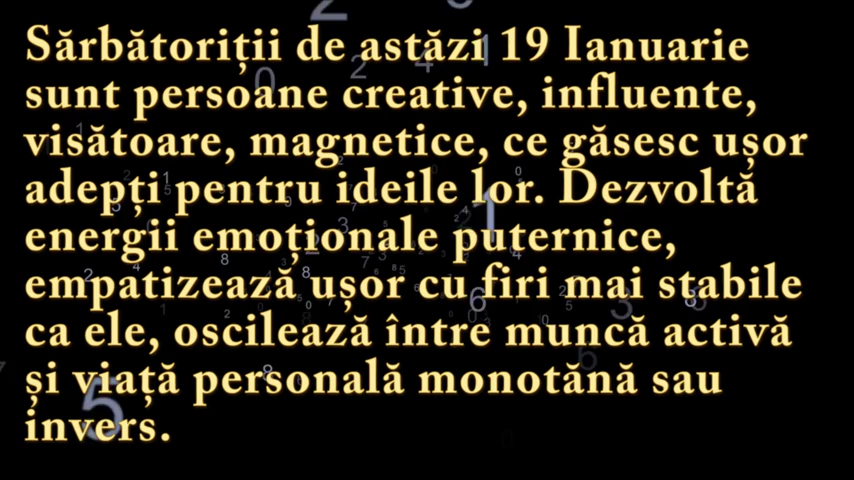 Sărbătoriții de astăzi 19 Ianuarie
sunt persoane creative, influente,
visătoare, magnetice, ce găsesc ușor
adepți pentru ideile lor. Dezvoltă
energii emoționale puternice,
empatizează ușor cu firi mai stabile
ca ele, oscilează între muncă activă
și viață personală monotănă sau
invers.